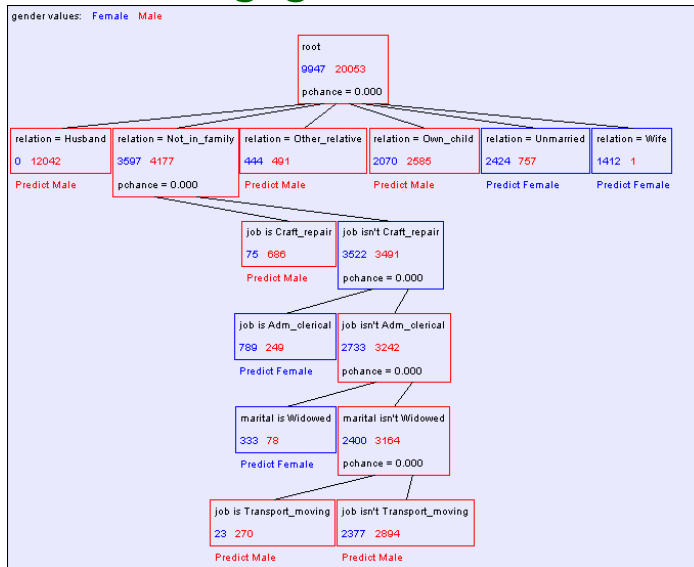 gender values: Female Male
root
9947 20053
pchance = 0.000
relation = Husband
0 12042
Predict Male
relation = Not_in_family
3597 4177
pchance = 0.000
relation = Other_relative
444 491
Predict Male
relation = Own_child
2070 2585
Predict Male
relation = Unmarried
2424 757
Predict Female
relation = Wife
1412 1
Predict Female
job is Craft_repair
75 686
Predict Male
job isn't Craft_repair
3522 3491
pchance = 0.000
job is Adm_clerical
789 249
Predict Female
job isn't Adm_clerical
2733 3242
pchance = 0.000
marital is Widowed
333 78
Predict Female
marital isn't Widowed
2400 3164
pchance = 0.000
job is Transport_moving
23 270
Predict Male
job isn't Transport_moving
2377 2894
Predict Male